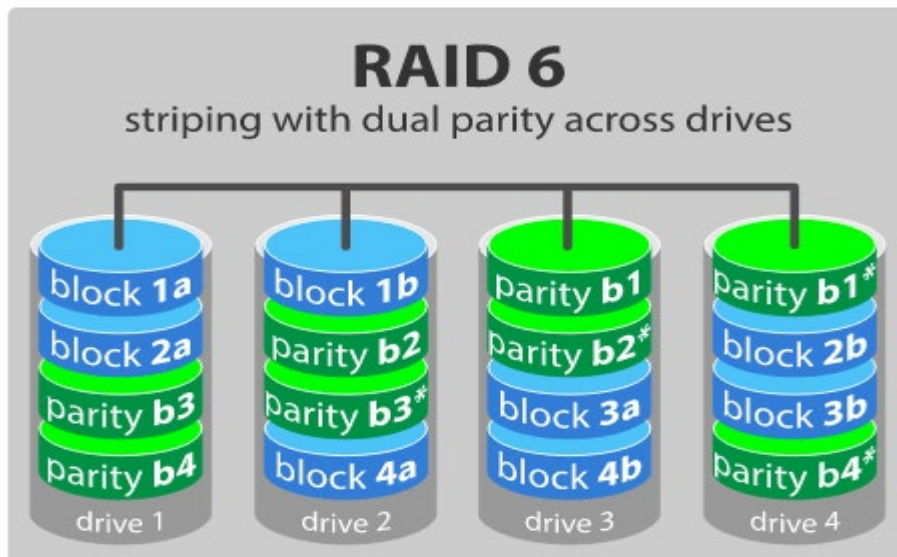 RAID 6
striping with dual parity across drives
block 1a
block 2a
parity b3
parity b4
drive 1
block 1b
parity b2
parity b3*
block 4a
drive 2
parity b1
parity b2*
block 3a
block 4b
drive 3
parity b1*
block 2b
block 3b
parity b4*
drive 4